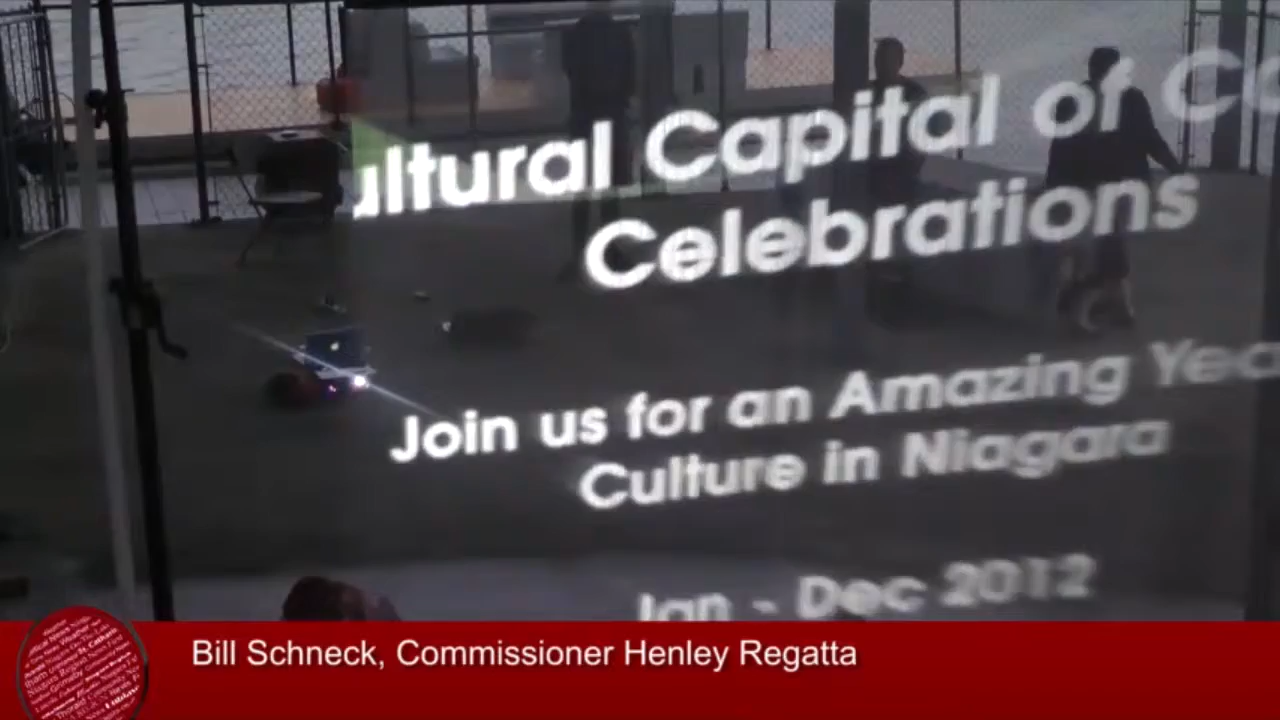 ultural Capital of
Celebrations
Join us for an Amazing Yea
Culture in Niagara
Jan - Dec 2012
Bill Schneck, Commissioner Henley Regatta